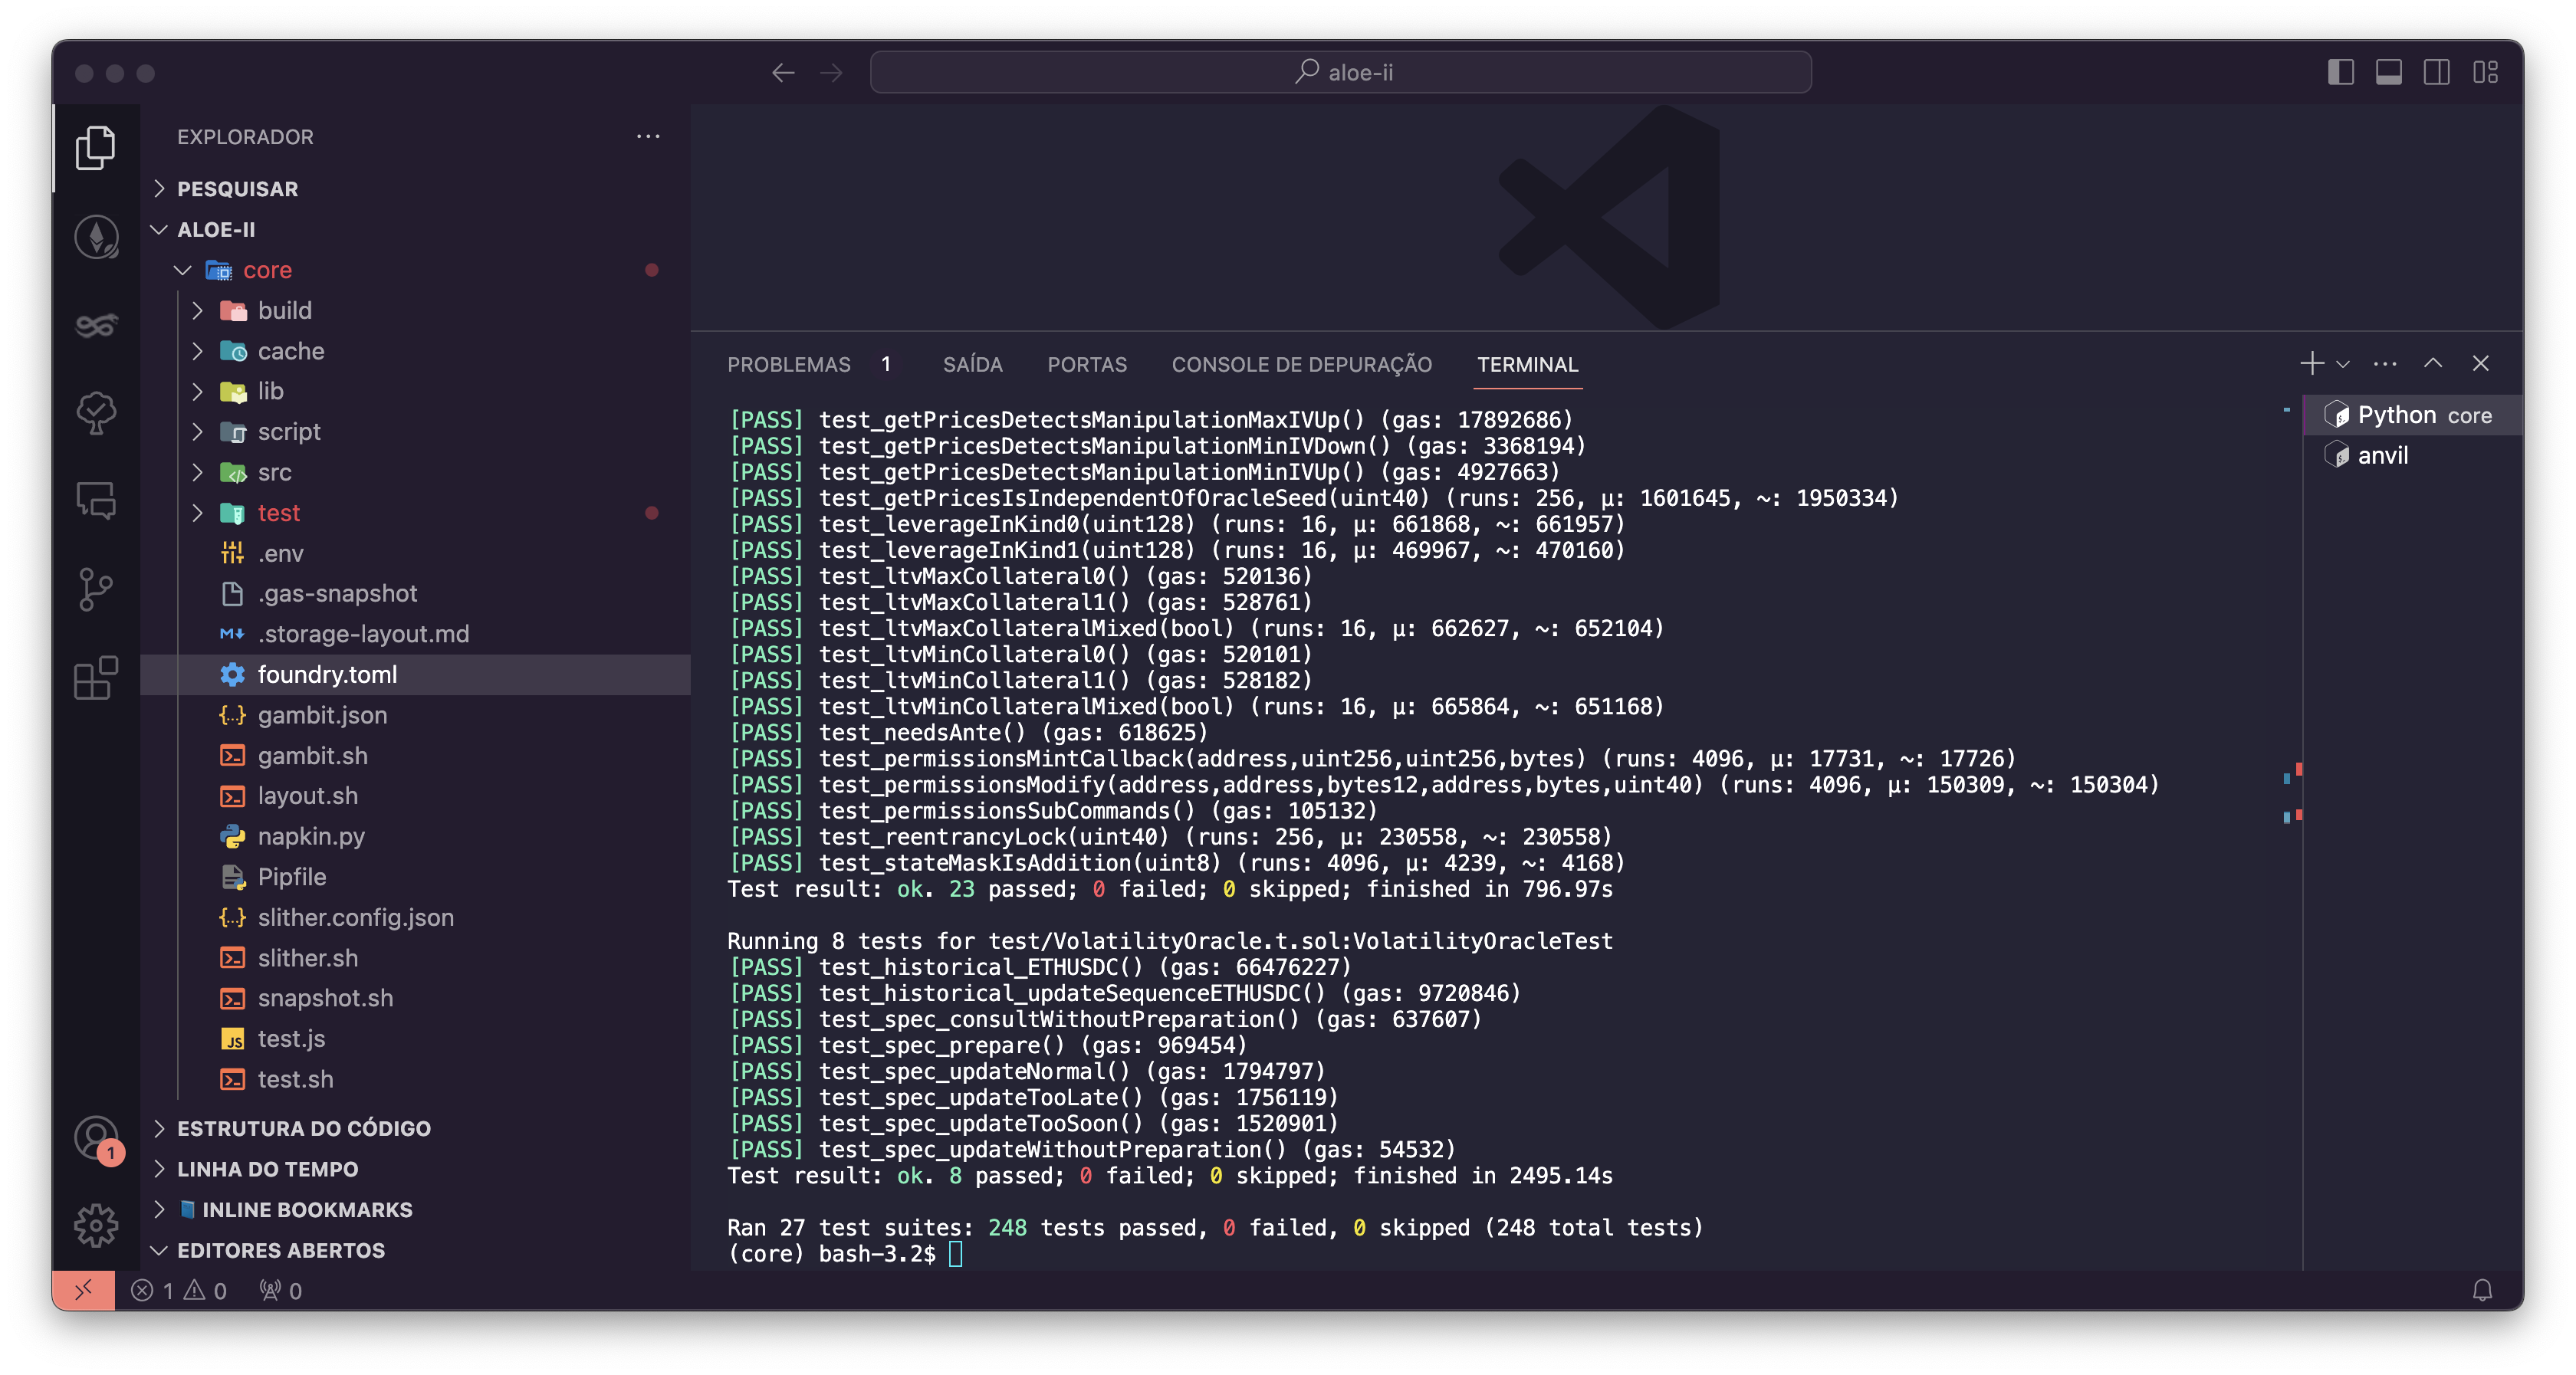 aloe-ii
EXPLORADOR
PESQUISAR
ALOE-II
core
build
cache
lib
script
src
test
.env
.gas-snapshot
.storage-layout.md
foundry.toml
gambit.json
gambit.sh
layout.sh
napkin.py
Pipfile
slither.config.json
slither.sh
snapshot.sh
test.js
test.sh
ESTRUTURA DO CÓDIGO
LINHA DO TEMPO
INLINE BOOKMARKS
EDITORES ABERTOS
1
PROBLEMAS 1 SAÍDA PORTAS CONSOLE DE DEPURAÇÃO TERMINAL
[PASS] test_getPricesDetectsManipulationMaxIVUp() (gas: 17892686)
[PASS] test_getPricesDetectsManipulationMinIVDown() (gas: 3368194)
[PASS] test_getPricesDetectsManipulationMinIVUp() (gas: 4927663)
[PASS] test_getPricesIsIndependentOfOracleSeed(uint40) (runs: 256, μ: 1601645, ~: 1950334)
[PASS] test_leverageInKind0(uint128) (runs: 16, μ: 661868, ~: 661957)
[PASS] test_leverageInKind1(uint128) (runs: 16, μ: 469967, ~: 470160)
[PASS] test_ltvMaxCollateral0() (gas: 520136)
[PASS] test_ltvMaxCollateral1() (gas: 528761)
[PASS] test_ltvMaxCollateralMixed(bool) (runs: 16, μ: 662627, ~: 652104)
[PASS] test_ltvMinCollateral0() (gas: 520101)
[PASS] test_ltvMinCollateral1() (gas: 528182)
[PASS] test_ltvMinCollateralMixed(bool) (runs: 16, μ: 665864, ~: 651168)
[PASS] test_needsAnte() (gas: 618625)
[PASS] test_permissionsMintCallback(address,uint256,uint256,bytes) (runs: 4096, μ: 17731, ~: 17726)
[PASS] test_permissionsModify(address,address,bytes12,address,bytes,uint40) (runs: 4096, μ: 150309, ~: 150304)
[PASS] test_permissionsSubCommands() (gas: 105132)
[PASS] test_reentrancyLock(uint40) (runs: 256, μ: 230558, ~: 230558)
[PASS] test_stateMaskIsAddition(uint8) (runs: 4096, μ: 4239, ~: 4168)
Test result: ok. 23 passed; 0 failed; 0 skipped; finished in 796.97s
Running 8 tests for test/VolatilityOracle.t.sol:VolatilityOracleTest
[PASS] test_historical_ETHUSDC() (gas: 66476227)
[PASS] test_historical_updateSequenceETHUSDC() (gas: 9720846)
[PASS] test_spec_consultWithoutPreparation() (gas: 637607)
[PASS] test_spec_prepare() (gas: 969454)
[PASS] test_spec_updateNormal() (gas: 1794797)
[PASS] test_spec_updateTooLate() (gas: 1756119)
[PASS] test_spec_updateTooSoon() (gas: 1520901)
[PASS] test_spec_updateWithoutPreparation() (gas: 54532)
Test result: ok. 8 passed; 0 failed; 0 skipped; finished in 2495.14s
Ran 27 test suites: 248 tests passed, 0 failed, 0 skipped (248 total tests)
(core) bash-3.2$
Python core
anvil
1 0 0